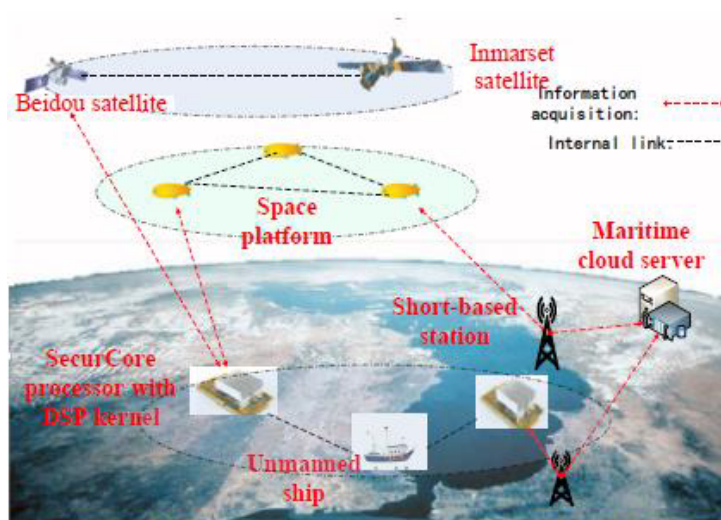 Inmarset
satellite
Beidou satellite
Information
acquisition:
Internal link:
Space
platform
Maritime
cloud server
Short-based
station
SecurCore
processor with
DSP kernel
Unmanned
ship